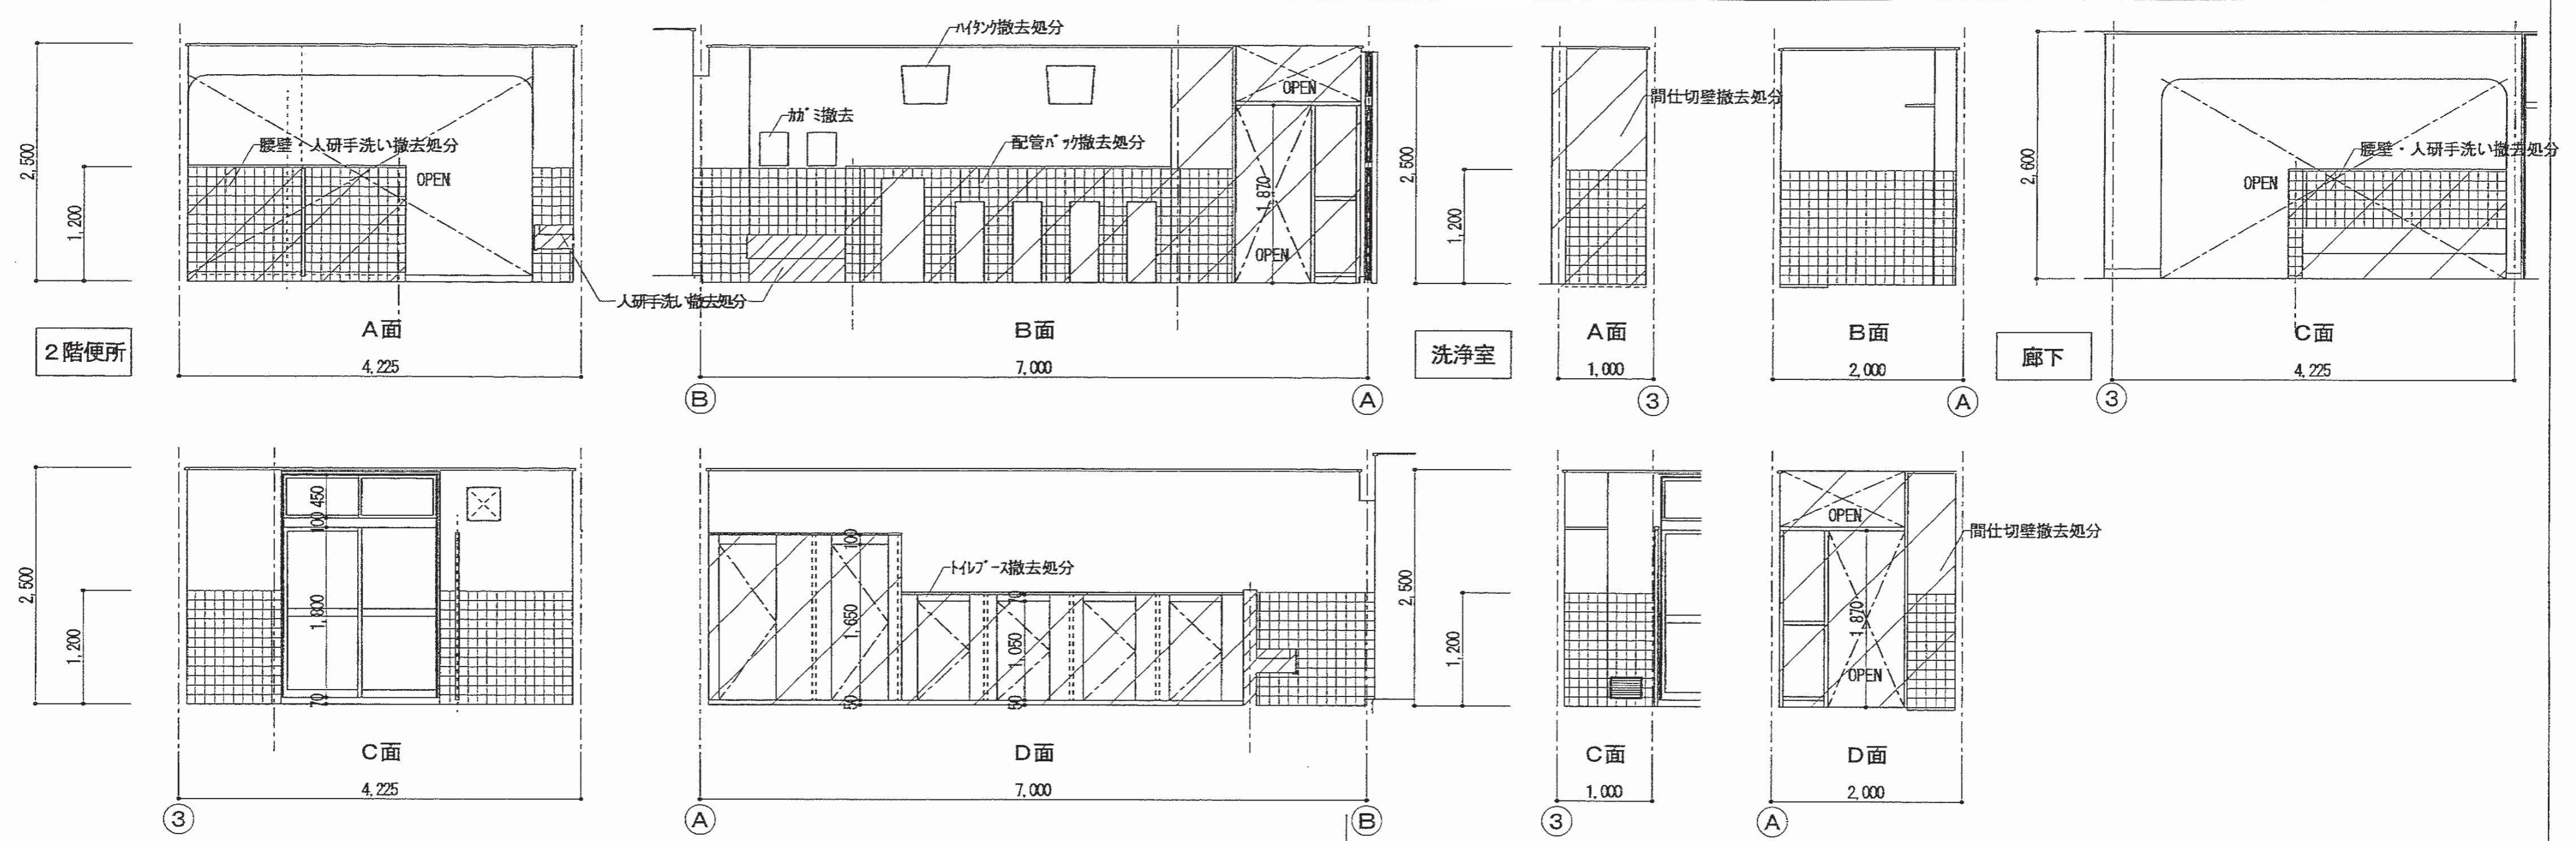 2,500
1,200
腰壁・人研手洗い撤去処分
OPEN
A面
2階便所
4,225
人研手洗い撤去処分
ﾊｲﾀﾝｸ撤去処分
ｶｶﾞﾐ撤去
配管ﾊﾟｯｸ撤去処分
OPEN
1,870
OPEN
B面
7,000
B
A
2,500
1,200
洗浄室
間仕切壁撤去処分
A面
1,000
3
B面
2,000
A
2,600
廊下
OPEN
腰壁・人研手洗い撤去処分
C面
4,225
3
2,500
1,200
450
100
1,800
70
C面
4,225
3
100
1,650
50
ﾄｲﾚﾌﾞｰｽ撤去処分
70
1,050
50
D面
7,000
A
B
2,500
1,200
C面
1,000
3
OPEN
1,870
OPEN
間仕切壁撤去処分
D面
2,000
A